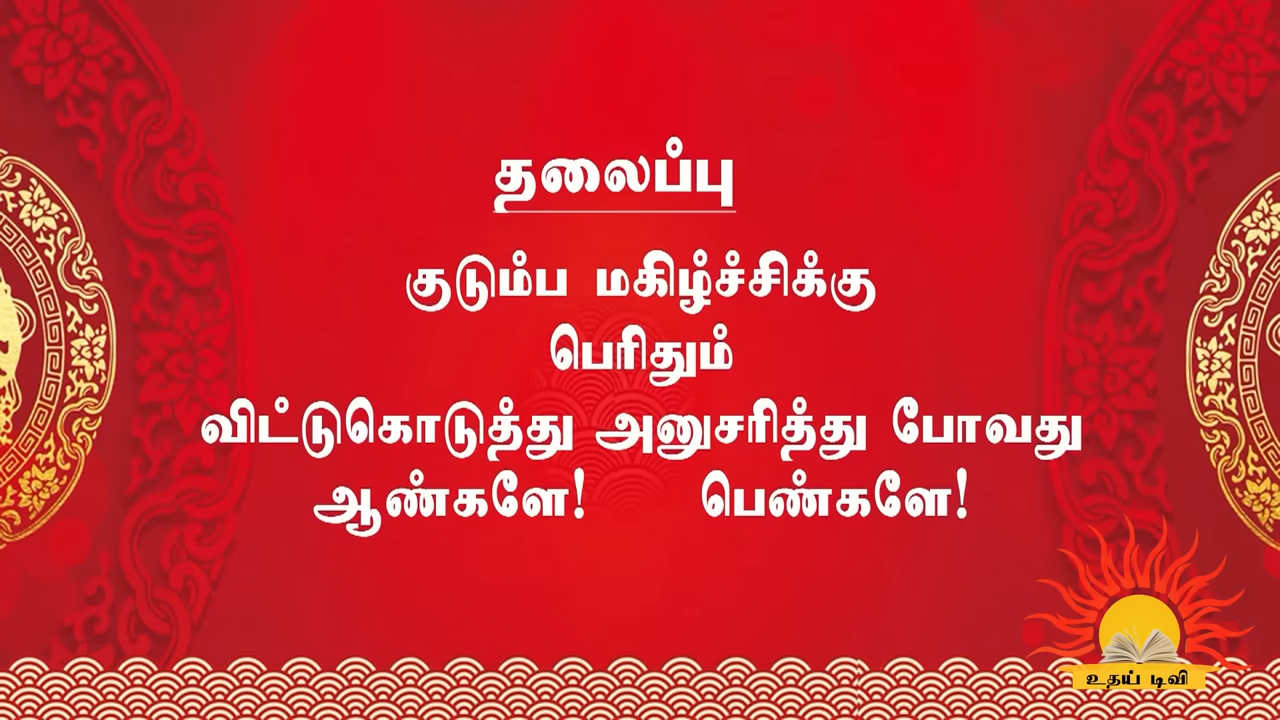 தலைப்பு
குடும்ப மகிழ்ச்சிக்கு
பெரிதும்
விட்டுகொடுத்து அனுசரித்து போவது
ஆண்களே! பெண்களே!
உதய் டிவி